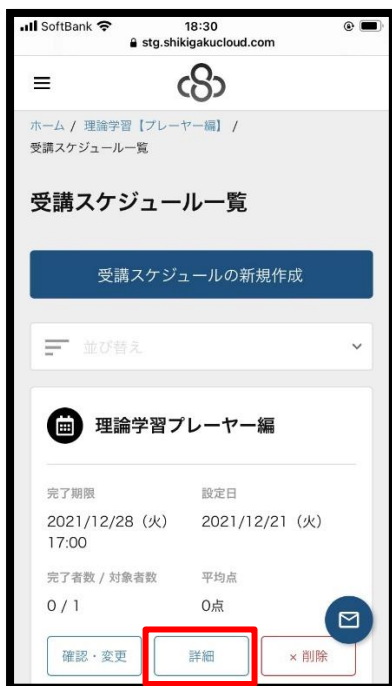 SoftBank 18:30
stg.shikigakucloud.com
ホーム / 理論学習【プレーヤー編】 /
受講スケジュール一覧
受講スケジュール一覧
受講スケジュールの新規作成
並び替え
理論学習プレーヤー編
完了期限 設定日
2021/12/28（火） 2021/12/21（火）
17:00
完了者数 / 対象者数 平均点
0 / 1 0点
確認・変更 詳細 × 削除